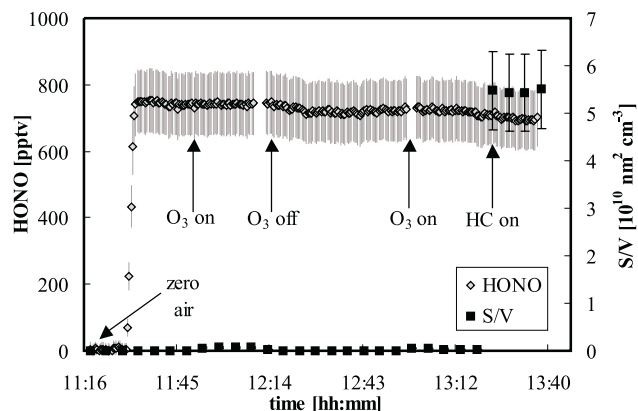 1000
800
600
400
200
0
HONO [pptv]
7
6
5
4
3
2
1
0
S/V [10¹⁰ nm² cm⁻³]
O₃ on
O₃ off
O₃ on
HC on
zero
air
HONO
S/V
11:16
11:45
12:14
12:43
13:12
13:40
time [hh:mm]